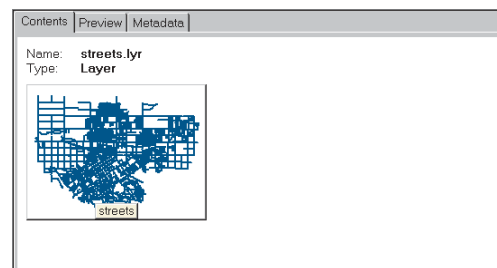 Contents Preview Metadata
Name: streets.lyr
Type: Layer
streets